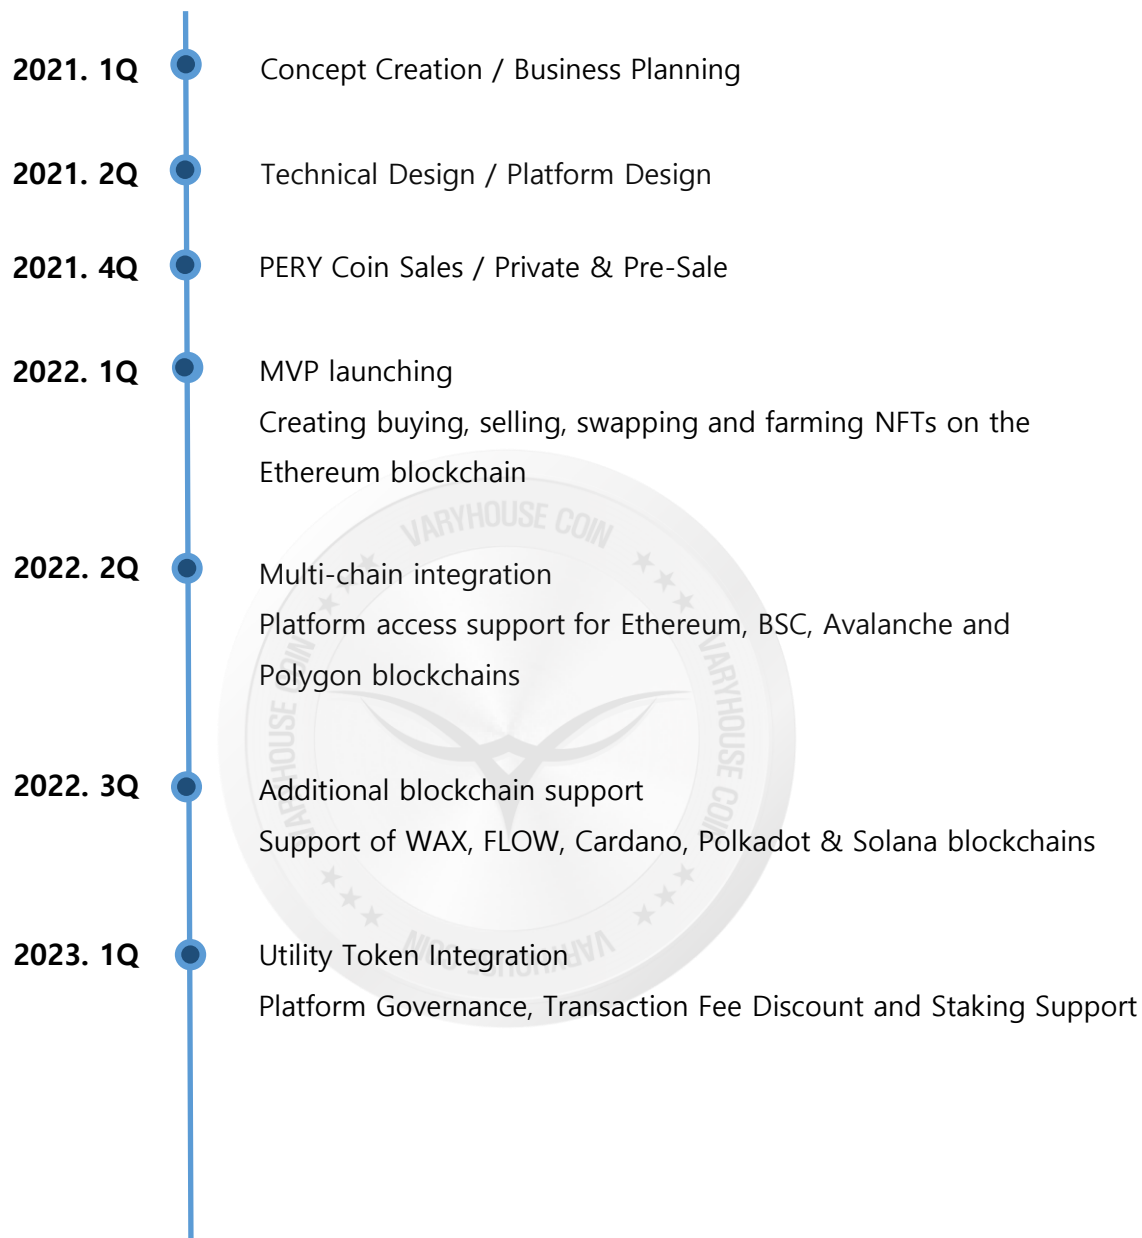 2021. 1Q Concept Creation / Business Planning
2021. 2Q Technical Design / Platform Design
2021. 4Q PERY Coin Sales / Private & Pre-Sale
2022. 1Q MVP launching
Creating buying, selling, swapping and farming NFTs on the
Ethereum blockchain
VARYHOUSE COIN
2022. 2Q Multi-chain integration
Platform access support for Ethereum, BSC, Avalanche and
Polygon blockchains
VARYHOUSE COIN
2022. 3Q Additional blockchain support
Support of WAX, FLOW, Cardano, Polkadot & Solana blockchains
2023. 1Q Utility Token Integration
Platform Governance, Transaction Fee Discount and Staking Support